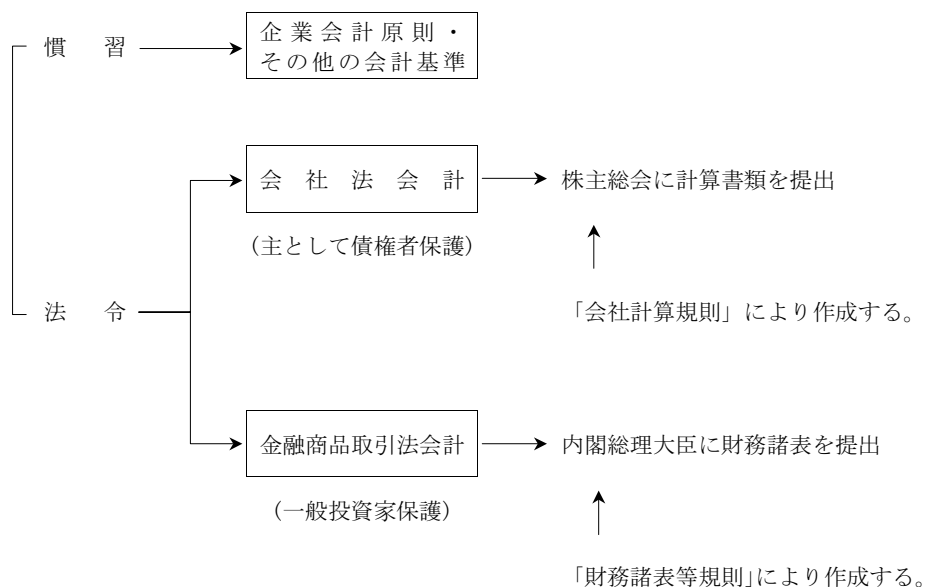 慣　習
企業会計原則・
その他の会計基準
会社法会計
株主総会に計算書類を提出
(主として債権者保護)
法　令
「会社計算規則」により作成する。
金融商品取引法会計
内閣総理大臣に財務諸表を提出
(一般投資家保護)
「財務諸表等規則」により作成する。